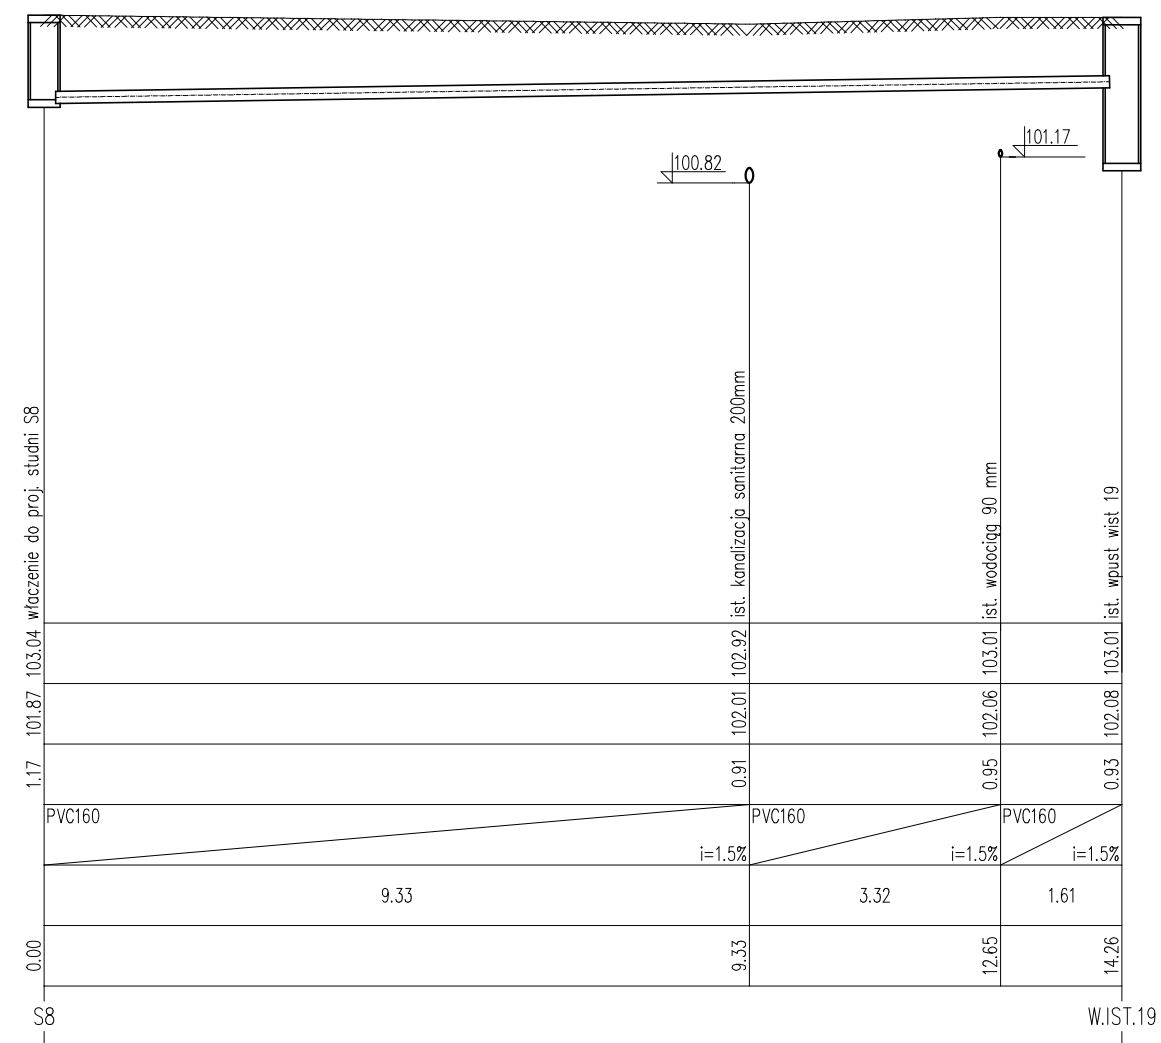 101.17
100.82
włączenie do proj. studni S8
ist. kanalizacja sanitarna 200mm
ist. wodociąg 90 mm
ist. wpust wist 19
103.04
102.92
103.01
103.01
101.87
102.01
102.06
102.08
1.17
0.91
0.95
0.93
PVC160
PVC160
PVC160
i=1.5%
i=1.5%
i=1.5%
9.33
3.32
1.61
0.00
9.33
12.65
14.26
S8
W.IST.19